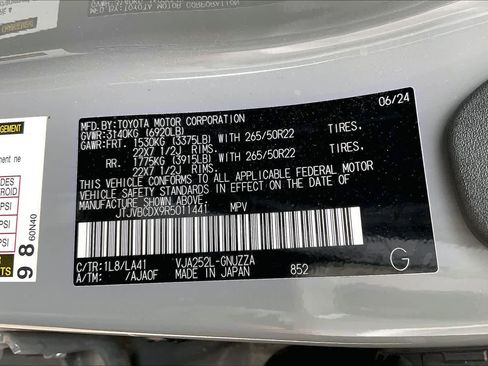 MFD.BY:TOYOTA MOTOR CORPORATION 06/24
GVWR:3140KG (6920LB)
GAWR:FRT. 1530KG (3375LB) WITH 265/50R22 TIRES.
22X7 1/2J RIMS.
RR. 1775KG (3915LB) WITH 265/50R22 TIRES.
22X7 1/2J RIMS.
THIS VEHICLE CONFORMS TO ALL APPLICABLE FEDERAL MOTOR
VEHICLE SAFETY STANDARDS IN EFFECT ON THE DATE OF
MANUFACTURE SHOWN ABOVE.
JTJVBCDX9R5011441 MPV
C/TR:1L8/LA41 VJA252L-GNUZZA
A/TM: /AJA0F MADE IN JAPAN 852
G
98
60N40